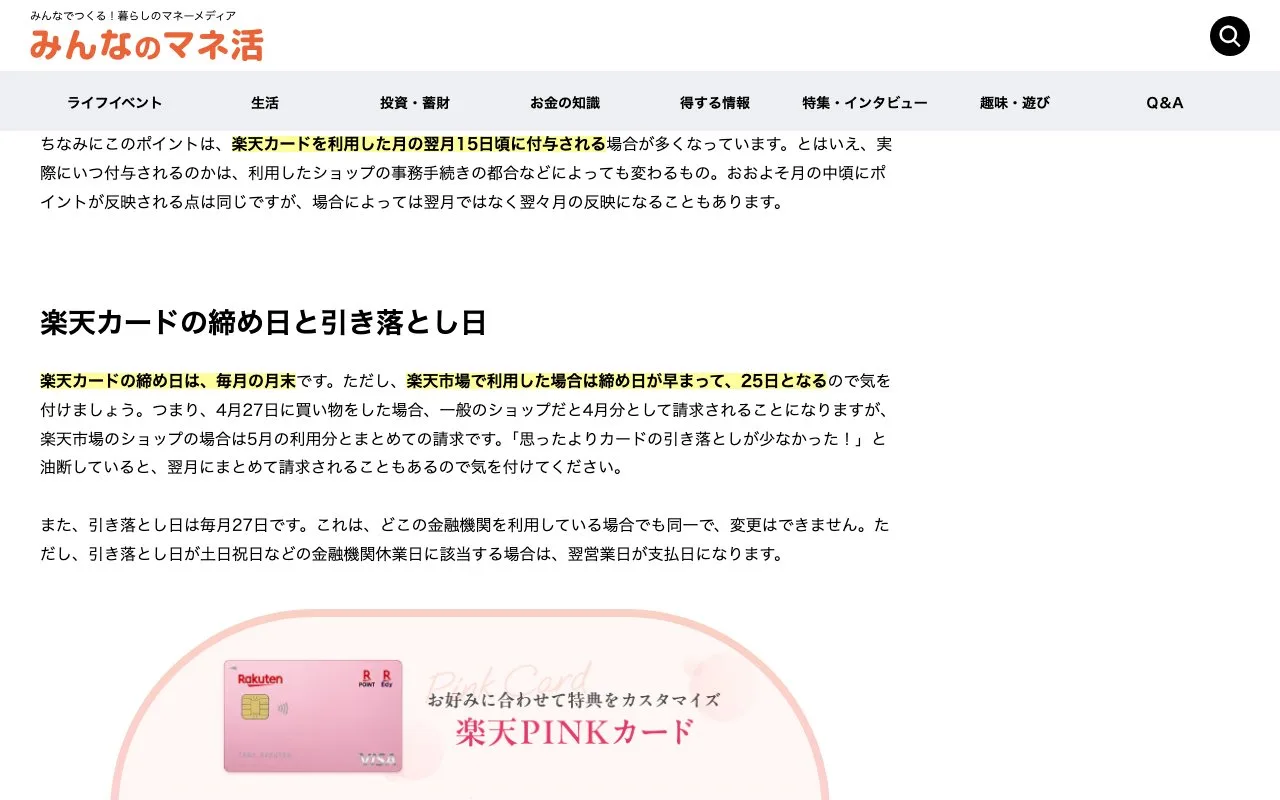 みんなでつくる！暮らしのマネーメディア
みんなのマネ活
ライフイベント
生活
投資・蓄財
お金の知識
得する情報
特集・インタビュー
趣味・遊び
Q&A
ちなみにこのポイントは、楽天カードを利用した月の翌月15日頃に付与される場合が多くなっています。とはいえ、実
際にいつ付与されるのかは、利用したショップの事務手続きの都合などによっても変わるもの。おおよそ月の中頃にポ
イントが反映される点は同じですが、場合によっては翌月ではなく翌々月の反映になることもあります。
楽天カードの締め日と引き落とし日
楽天カードの締め日は、毎月の月末です。ただし、楽天市場で利用した場合は締め日が早まって、25日となるので気を
付けましょう。つまり、4月27日に買い物をした場合、一般のショップだと4月分として請求されることになりますが、
楽天市場のショップの場合は5月の利用分とまとめての請求です。「思ったよりカードの引き落としが少なかった！」と
油断していると、翌月にまとめて請求されることもあるので気を付けてください。
また、引き落とし日は毎月27日です。これは、どこの金融機関を利用している場合でも同一で、変更はできません。た
だし、引き落とし日が土日祝日などの金融機関休業日に該当する場合は、翌営業日が支払日になります。
Rakuten
R POINT
R Edy
VISA
Pink Card
お好みに合わせて特典をカスタマイズ
楽天PINKカード